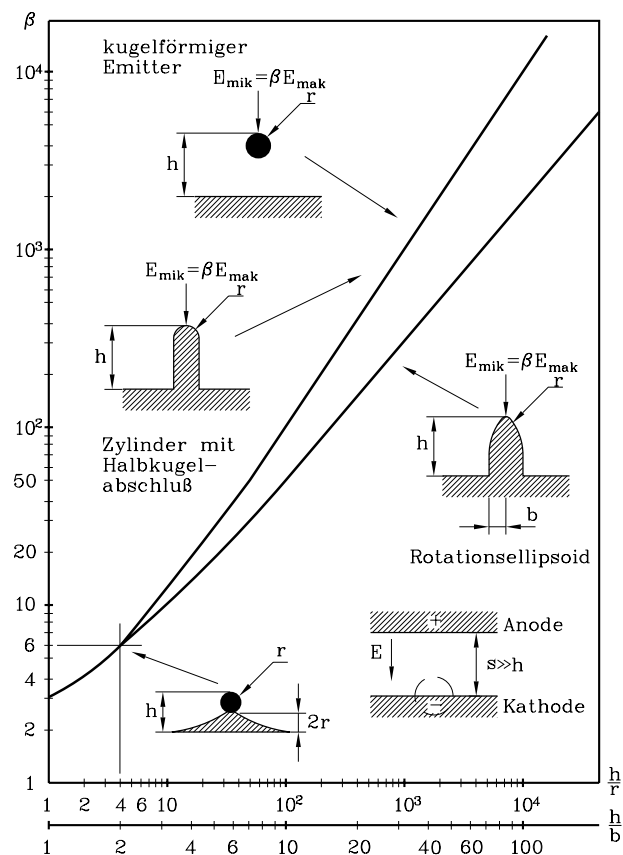 β
10⁴
10³
10²
50
20
10
6
4
2
1
kugelförmiger
Emitter
E_mik=βE_mak
r
h
E_mik=βE_mak
r
h
Zylinder mit
Halbkugel-
abschluß
E_mik=βE_mak
r
h
b
Rotationsellipsoid
r
h
2r
+
Anode
E
s≫h
−
Kathode
1 2 4 6 10 10² 10³ 10⁴ h/r
1 2 4 6 10 20 40 60 100 h/b